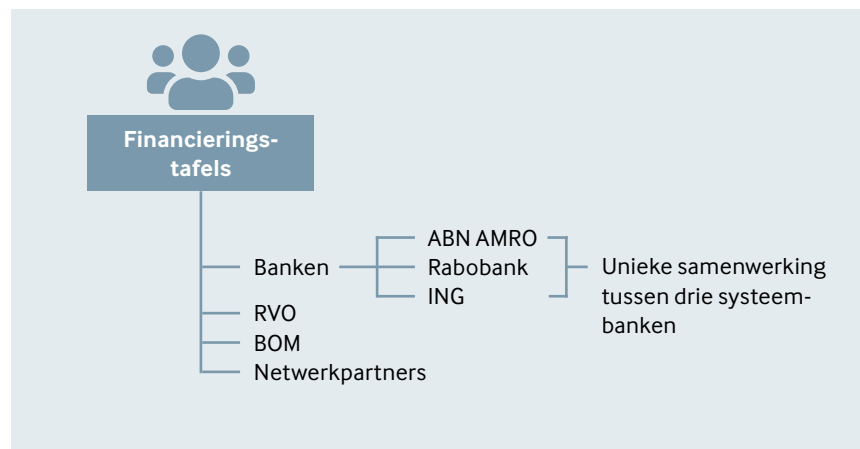 Financierings-
tafels
Banken
ABN AMRO
Rabobank
ING
Unieke samenwerking
tussen drie systeem-
banken
RVO
BOM
Netwerkpartners